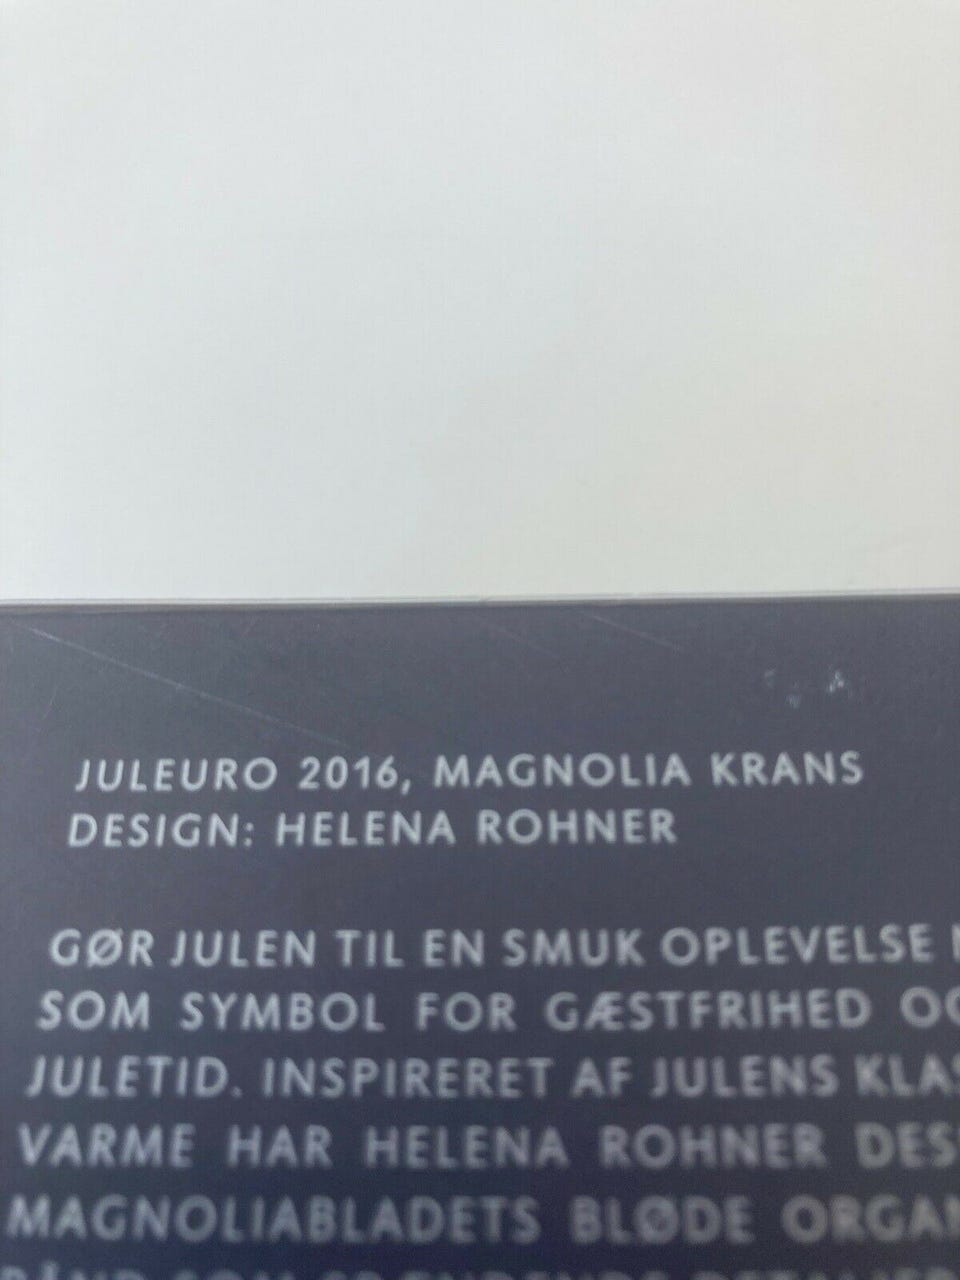 JULEURO 2016, MAGNOLIA KRANS
DESIGN: HELENA ROHNER
GØR JULEN TIL EN SMUK OPLEVELSE
SOM SYMBOL FOR GÆSTFRIHED
JULETID. INSPIRERET AF JULENS
VARME HAR HELENA ROHNER
MAGNOLIABLADETS BLØDE